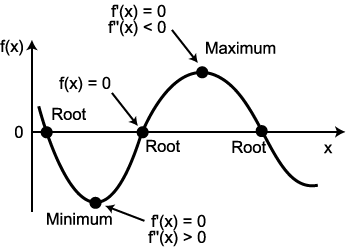 f'(x) = 0
f"(x) < 0
f(x)
Maximum
f(x) = 0
Root
0
Root
Root
x
Minimum
f'(x) = 0
f"(x) > 0